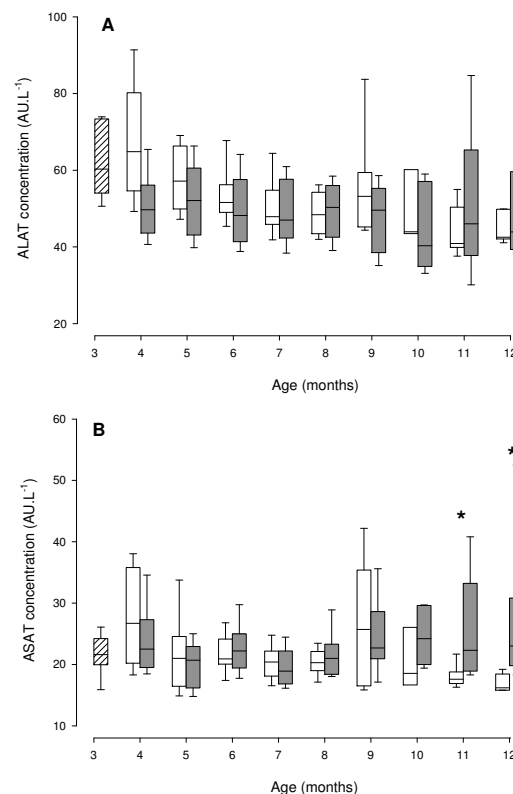 A
100
80
60
40
20
ALAT concentration (AU.L-1)
3 4 5 6 7 8 9 10 11 12
Age (months)
B
60
50
40
30
20
10
ASAT concentration (AU.L-1)
*
*
3 4 5 6 7 8 9 10 11 12
Age (months)